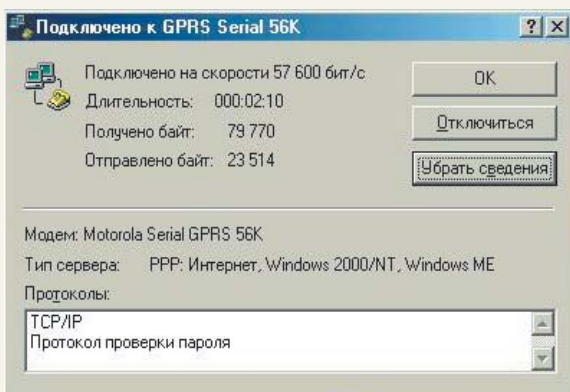 Подключено к GPRS Serial 56K
Подключено на скорости 57 600 бит/с
Длительность: 000:02:10
Получено байт: 79 770
Отправлено байт: 23 514
OK
Отключиться
Убрать сведения
Модем: Motorola Serial GPRS 56K
Тип сервера: PPP: Интернет, Windows 2000/NT, Windows ME
Протоколы:
TCP/IP
Протокол проверки пароля